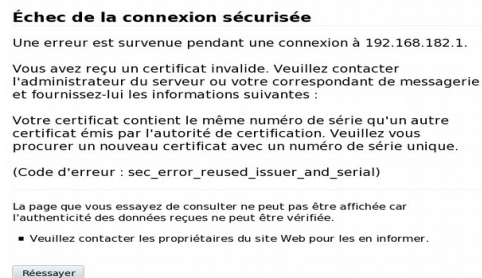 Échec de la connexion sécurisée
Une erreur est survenue pendant une connexion à 192.168.182.1.
Vous avez reçu un certificat invalide. Veuillez contacter
l'administrateur du serveur ou votre correspondant de messagerie
et fournissez-lui les informations suivantes :
Votre certificat contient le même numéro de série qu'un autre
certificat émis par l'autorité de certification. Veuillez vous
procurer un nouveau certificat avec un numéro de série unique.
(Code d'erreur : sec_error_reused_issuer_and_serial)
La page que vous essayez de consulter ne peut pas être affichée car
l'authenticité des données reçues ne peut être vérifiée.
▪ Veuillez contacter les propriétaires du site Web pour les en informer.
Réessayer